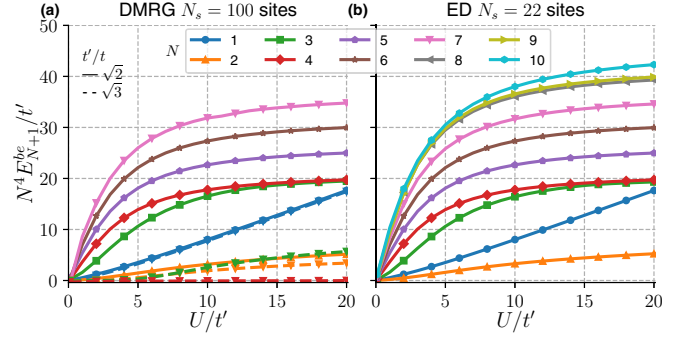 (a) DMRG N_s = 100 sites (b) ED N_s = 22 sites
N 1 3 5 7 9
2 4 6 8 10
t′/t
√2
√3
N^4 E^{be}_{N+1}/t′
50
40
30
20
10
0
0 5 10 15 20 0 5 10 15 20
U/t′ U/t′